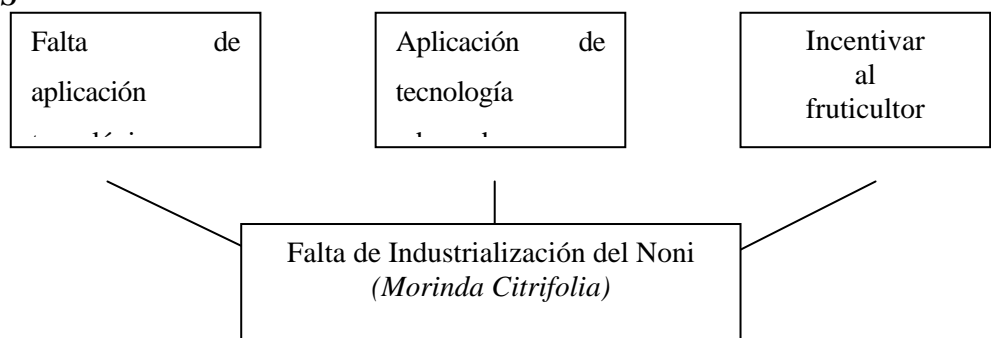 Falta de
aplicación
Aplicación de
tecnología
Incentivar
al
fruticultor
Falta de Industrialización del Noni
(Morinda Citrifolia)